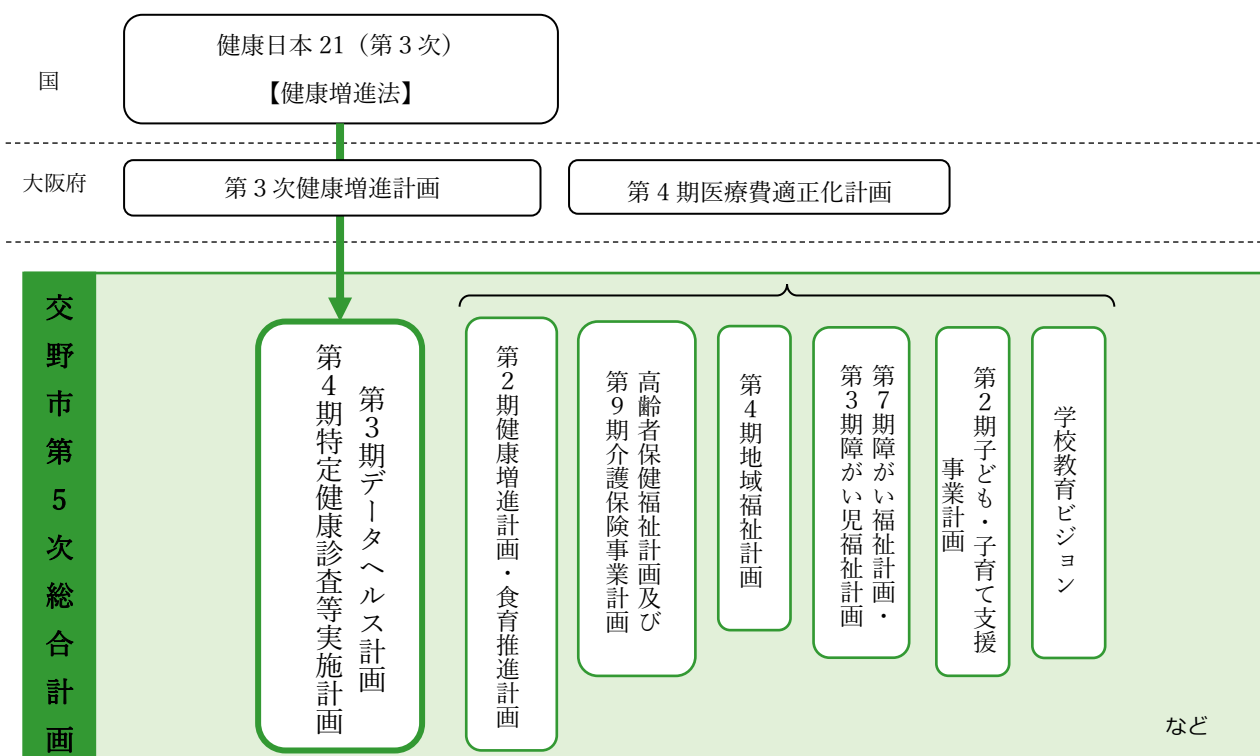 国
健康日本 21（第３次）
【健康増進法】
大阪府
第３次健康増進計画
第４期医療費適正化計画
交野市第５次総合計画
第３期データヘルス計画
第４期特定健康診査等実施計画
第２期健康増進計画・食育推進計画
高齢者保健福祉計画及び
第９期介護保険事業計画
第４期地域福祉計画
第７期障がい福祉計画・
第３期障がい児福祉計画
第２期子ども・子育て支援
事業計画
学校教育ビジョン
など